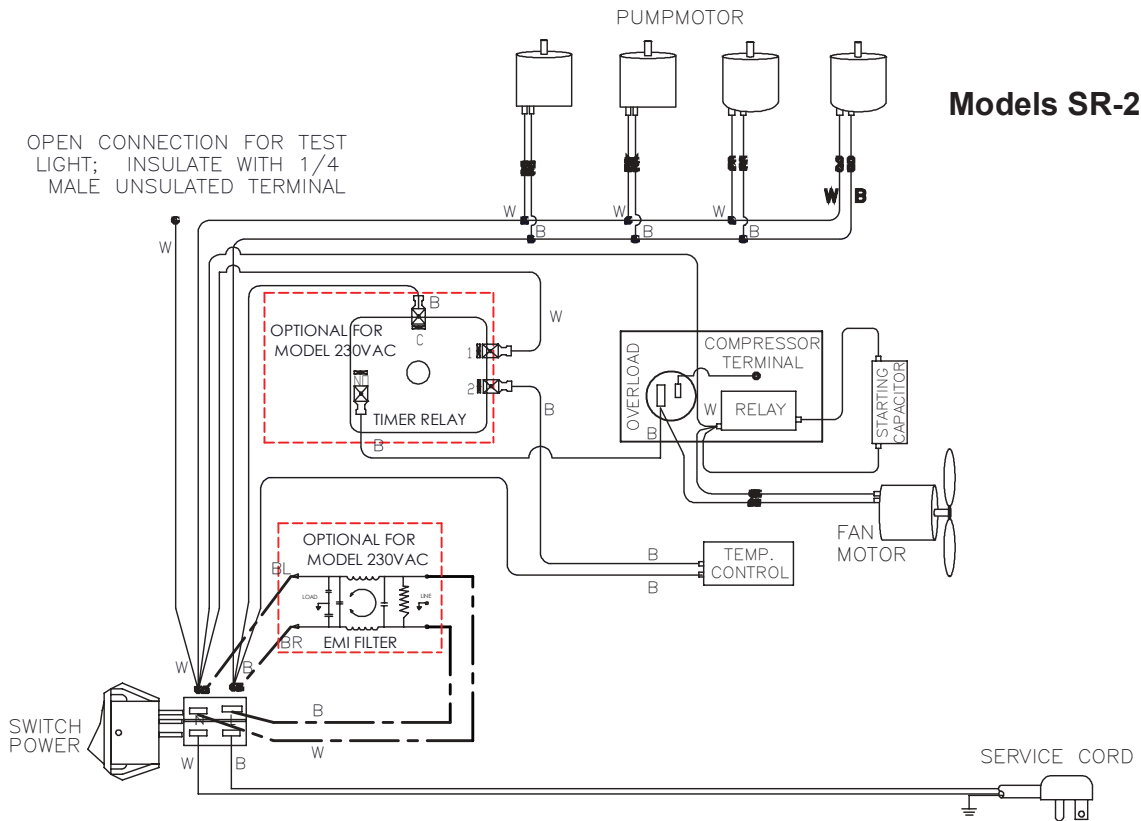 PUMPMOTOR
Models SR-2
OPEN CONNECTION FOR TEST
LIGHT; INSULATE WITH 1/4
MALE UNSULATED TERMINAL
W
B
W
W
W
B
B
B
W
B
W
OPTIONAL FOR
MODEL 230VAC
C
1
2
NO
TIMER RELAY
B
B
OVERLOAD
COMPRESSOR
TERMINAL
W
RELAY
B
STARTING
CAPACITOR
FAN
MOTOR
TEMP.
CONTROL
B
B
OPTIONAL FOR
MODEL 230VAC
BL
LOAD
LINE
EMI FILTER
BR
W
B
SWITCH
POWER
N
L
B
W
W
B
SERVICE CORD